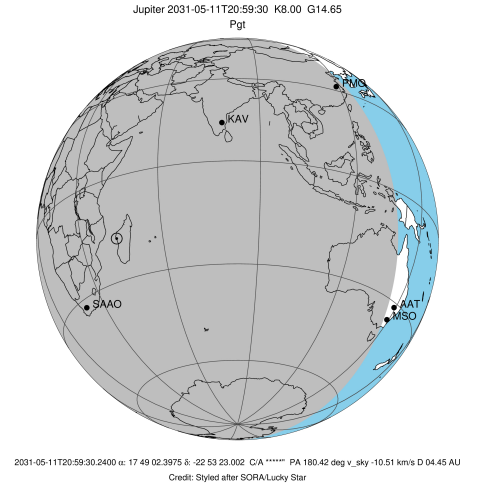 Jupiter 2031-05-11T20:59:30 K8.00 G14.65
Pgt
PMO
KAV
SAAO
AAT
MSO
2031-05-11T20:59:30.2400 α: 17 49 02.3975 δ: -22 53 23.002 C/A *****" PA 180.42 deg v_sky -10.51 km/s D 04.45 AU
Credit: Styled after SORA/Lucky Star